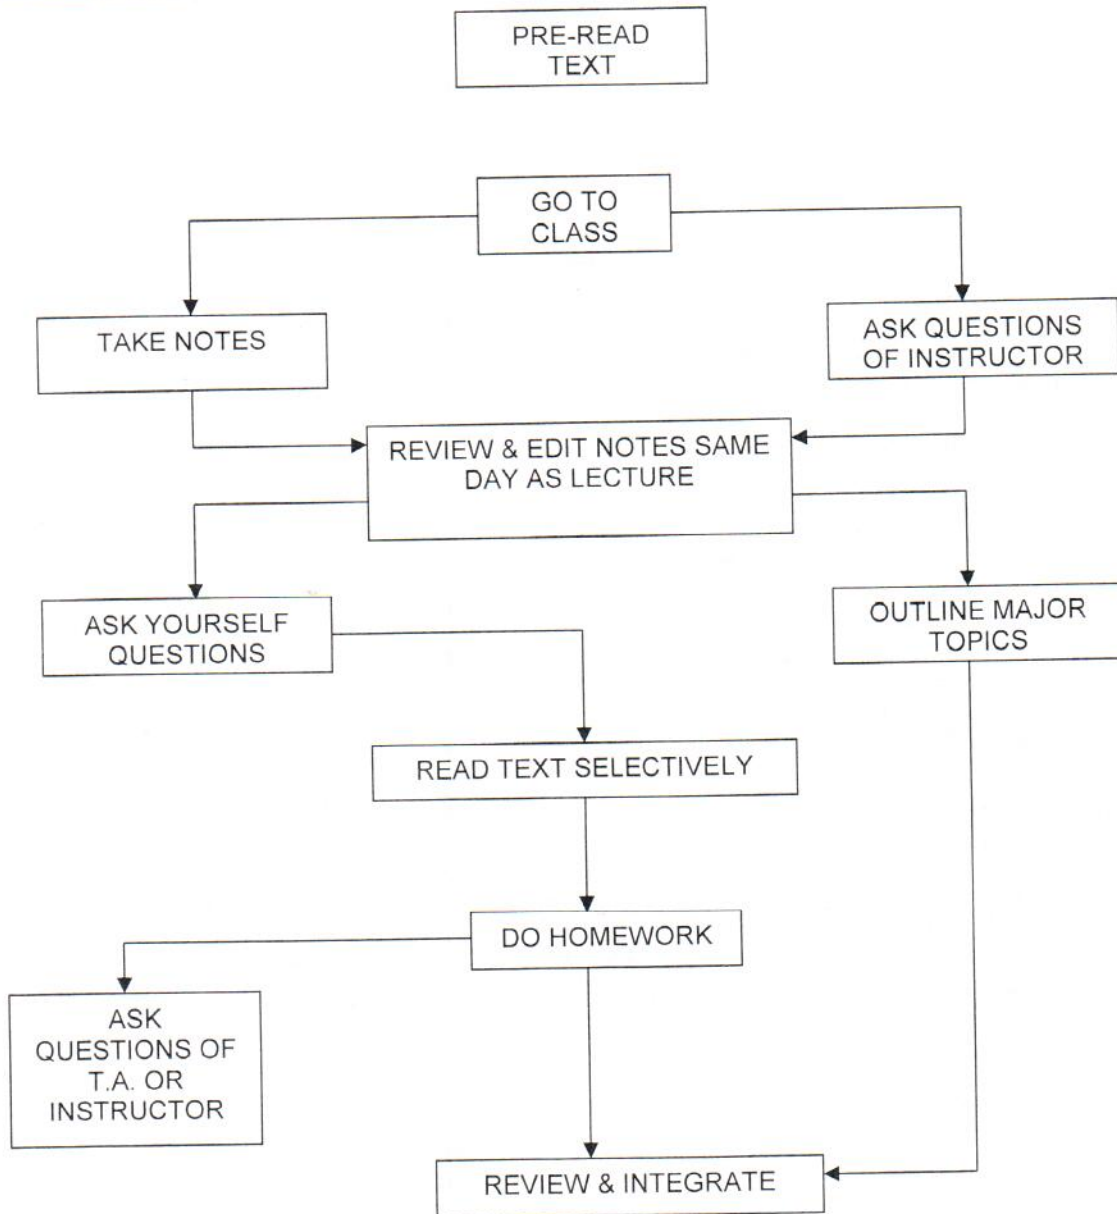 PRE-READ
TEXT
GO TO
CLASS
TAKE NOTES
ASK QUESTIONS
OF INSTRUCTOR
REVIEW & EDIT NOTES SAME
DAY AS LECTURE
ASK YOURSELF
QUESTIONS
OUTLINE MAJOR
TOPICS
READ TEXT SELECTIVELY
DO HOMEWORK
ASK
QUESTIONS OF
T.A. OR
INSTRUCTOR
REVIEW & INTEGRATE